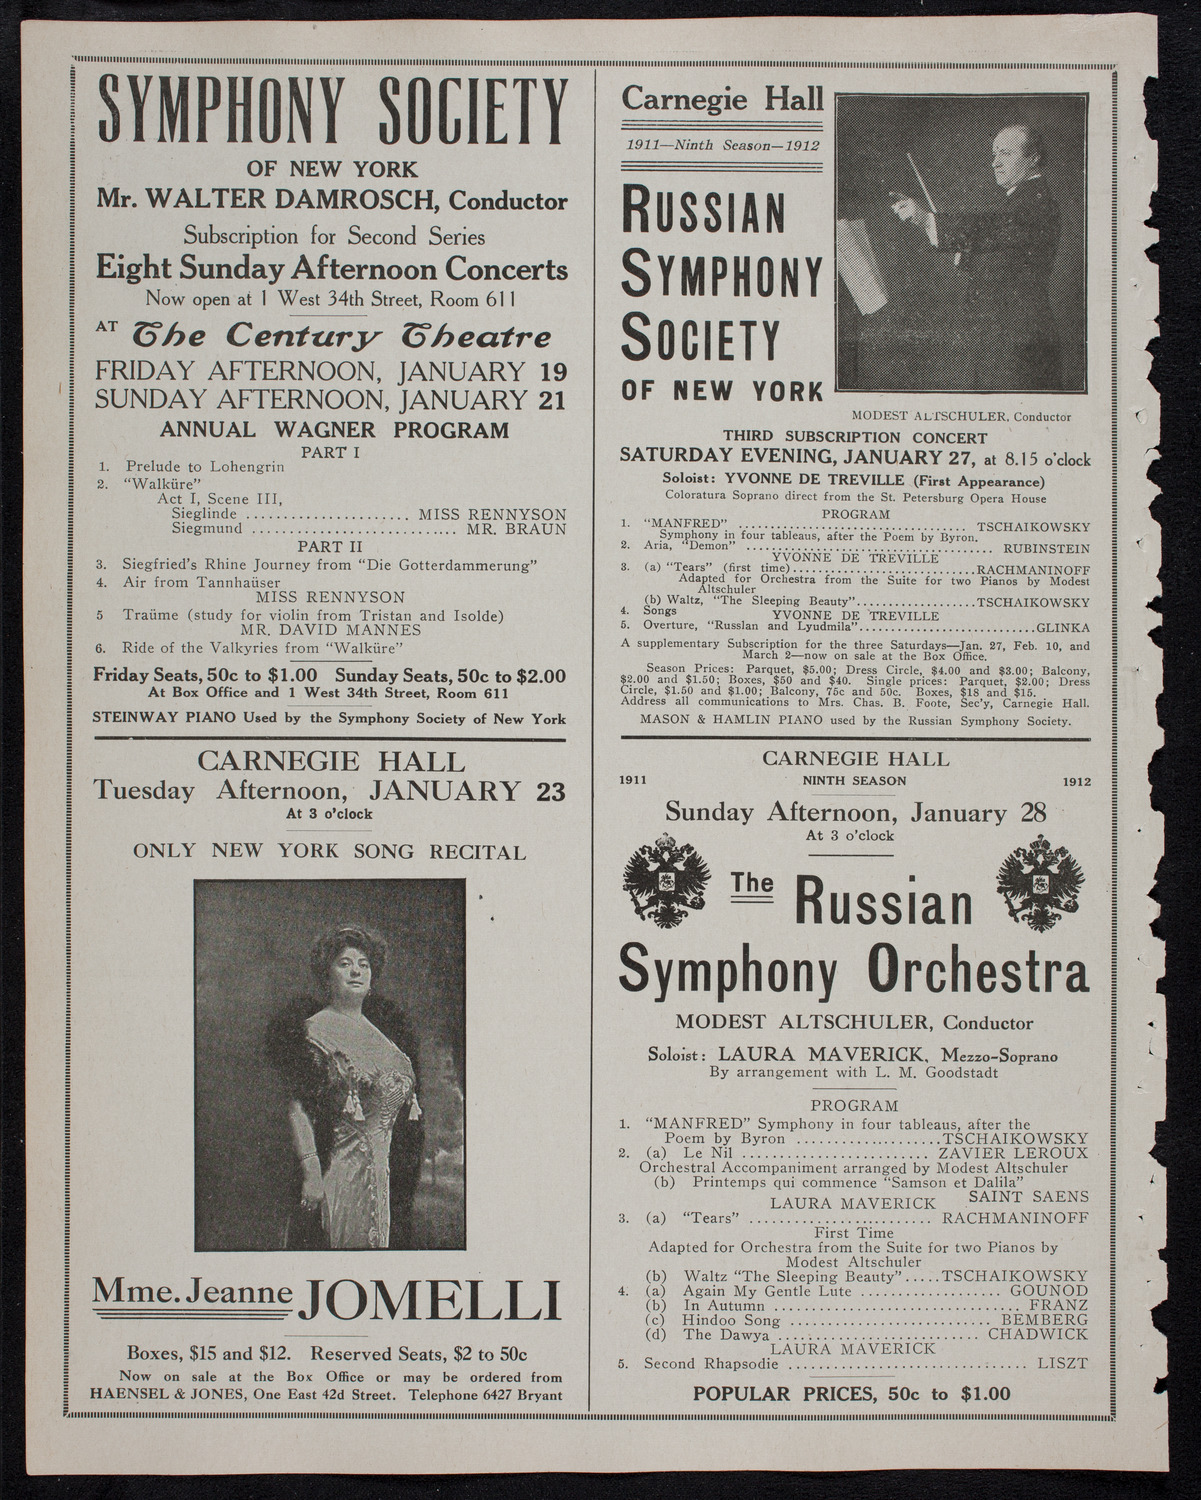 SYMPHONY SOCIETY
OF NEW YORK
Mr. WALTER DAMROSCH, Conductor
Subscription for Second Series
Eight Sunday Afternoon Concerts
Now open at 1 West 34th Street, Room 611
AT The Century Theatre
FRIDAY AFTERNOON, JANUARY 19
SUNDAY AFTERNOON, JANUARY 21
ANNUAL WAGNER PROGRAM
PART I
1. Prelude to Lohengrin
2. “Walküre”
Act I, Scene III,
Sieglinde ...................... MISS RENNYSON
Siegmund ........................... MR. BRAUN
PART II
3. Siegfried's Rhine Journey from “Die Gotterdammerung”
4. Air from Tannhaüser
MISS RENNYSON
5 Traüme (study for violin from Tristan and Isolde)
MR. DAVID MANNES
6. Ride of the Valkyries from “Walküre”
Friday Seats, 50c to $1.00 Sunday Seats, 50c to $2.00
At Box Office and 1 West 34th Street, Room 611
STEINWAY PIANO Used by the Symphony Society of New York
CARNEGIE HALL
Tuesday Afternoon, JANUARY 23
At 3 o'clock
ONLY NEW YORK SONG RECITAL
Mme. Jeanne JOMELLI
Boxes, $15 and $12. Reserved Seats, $2 to 50c
Now on sale at the Box Office or may be ordered from
HAENSEL & JONES, One East 42d Street. Telephone 6427 Bryant
Carnegie Hall
1911—Ninth Season—1912
RUSSIAN
SYMPHONY
SOCIETY
OF NEW YORK
MODEST ALTSCHULER, Conductor
THIRD SUBSCRIPTION CONCERT
SATURDAY EVENING, JANUARY 27, at 8.15 o'clock
Soloist: YVONNE DE TREVILLE (First Appearance)
Coloratura Soprano direct from the St. Petersburg Opera House
PROGRAM
1. “MANFRED” ................................. TSCHAIKOWSKY
Symphony in four tableaus, after the Poem by Byron.
2. Aria, “Demon” ................................... RUBINSTEIN
YVONNE DE TREVILLE
3. (a) “Tears” (first time)...........................RACHMANINOFF
Adapted for Orchestra from the Suite for two Pianos by Modest
Altschuler
(b) Waltz, “The Sleeping Beauty”.................TSCHAIKOWSKY
4. Songs YVONNE DE TREVILLE
5. Overture, “Russlan and Lyudmila”..........................GLINKA
A supplementary Subscription for the three Saturdays—Jan. 27, Feb. 10, and
March 2—now on sale at the Box Office.
Season Prices: Parquet, $5.00; Dress Circle, $4.00 and $3.00; Balcony,
$2.00 and $1.50; Boxes, $50 and $40. Single prices: Parquet, $2.00; Dress
Circle, $1.50 and $1.00; Balcony, 75c and 50c. Boxes, $18 and $15.
Address all communications to Mrs. Chas. B. Foote, Sec'y, Carnegie Hall.
MASON & HAMLIN PIANO used by the Russian Symphony Society.
CARNEGIE HALL
1911 NINTH SEASON 1912
Sunday Afternoon, January 28
At 3 o'clock
The Russian
Symphony Orchestra
MODEST ALTSCHULER, Conductor
Soloist: LAURA MAVERICK, Mezzo-Soprano
By arrangement with L. M. Goodstadt
PROGRAM
1. “MANFRED” Symphony in four tableaus, after the
Poem by Byron ...................TSCHAIKOWSKY
2. (a) Le Nil ......................... ZAVIER LEROUX
Orchestral Accompaniment arranged by Modest Altschuler
(b) Printemps qui commence “Samson et Dalila”
SAINT SAENS
LAURA MAVERICK
3. (a) “Tears” ........................ RACHMANINOFF
First Time
Adapted for Orchestra from the Suite for two Pianos by
Modest Altschuler
(b) Waltz “The Sleeping Beauty”.....TSCHAIKOWSKY
4. (a) Again My Gentle Lute .................. GOUNOD
(b) In Autumn ................................. FRANZ
(c) Hindoo Song ........................... BEMBERG
(d) The Dawya ........................... CHADWICK
LAURA MAVERICK
5. Second Rhapsodie ................................ LISZT
POPULAR PRICES, 50c to $1.00